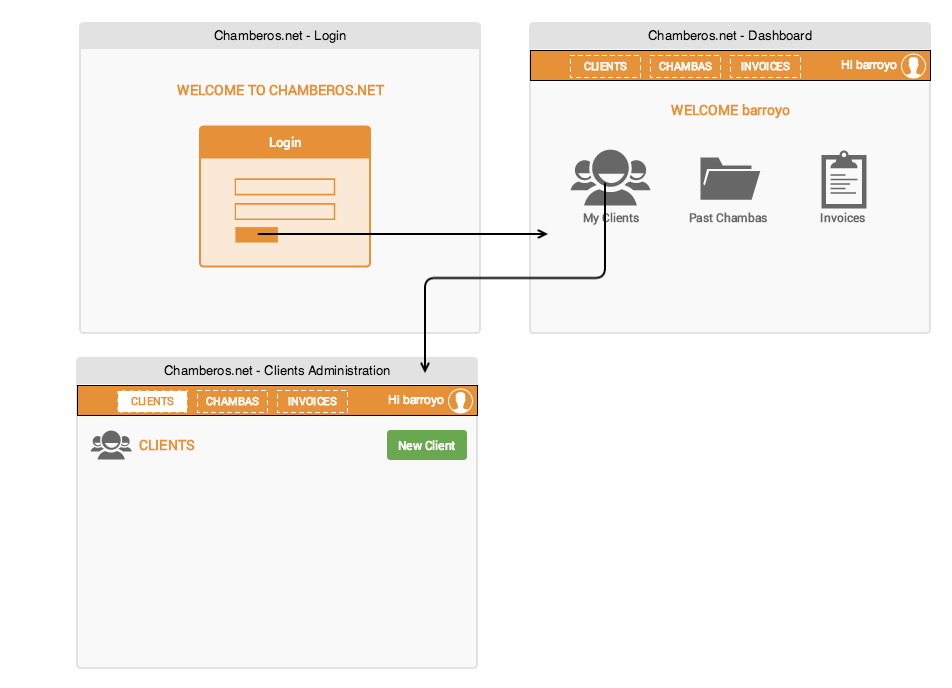 Chamberos.net - Login
WELCOME TO CHAMBEROS.NET
Login
Chamberos.net - Dashboard
CLIENTS CHAMBAS INVOICES Hi barroyo
WELCOME barroyo
My Clients Past Chambas Invoices
Chamberos.net - Clients Administration
CLIENTS CHAMBAS INVOICES Hi barroyo
CLIENTS New Client